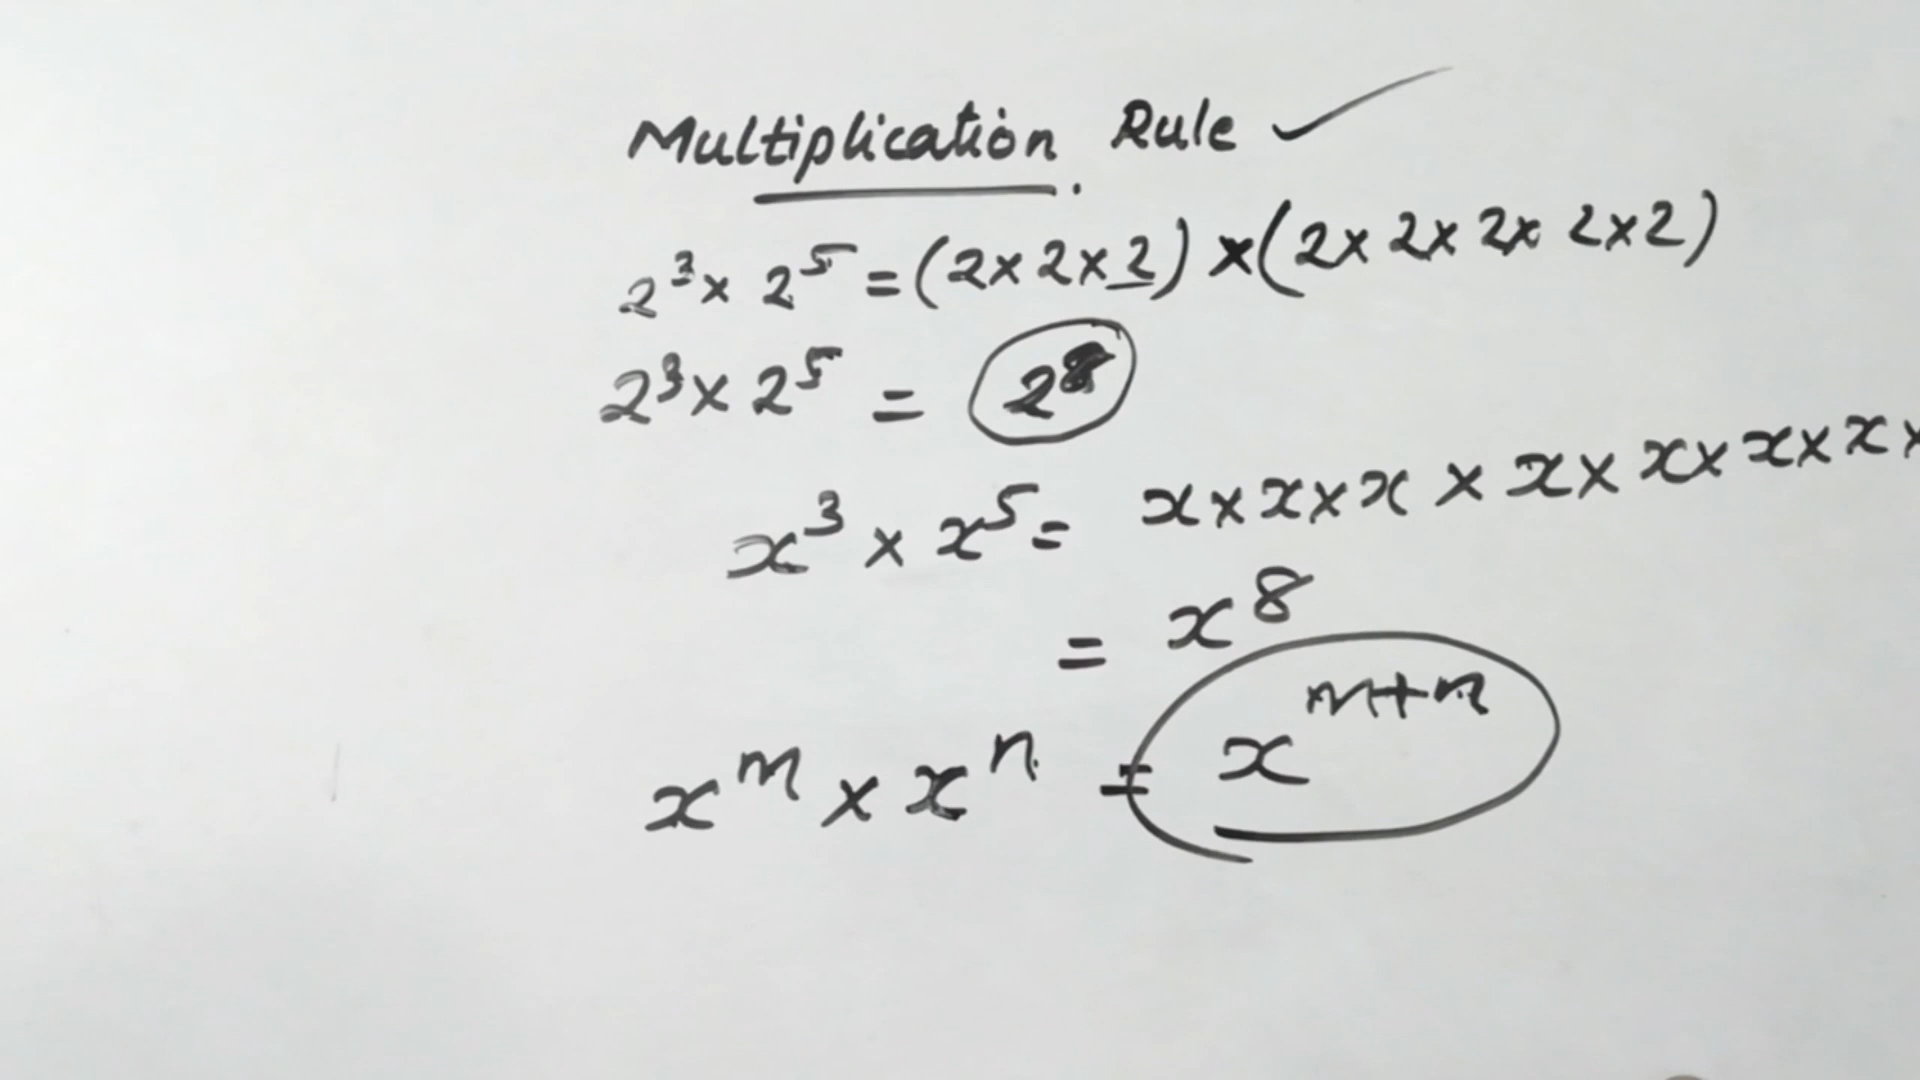 Multiplication. Rule ✓
2³ × 2⁵ = (2 × 2 × 2) × (2 × 2 × 2 × 2 × 2)
2³ × 2⁵ = 2⁸
x³ × x⁵ = x × x × x × x × x × x × x ×
= x⁸
xᵐ × xⁿ = xᵐ⁺ⁿ